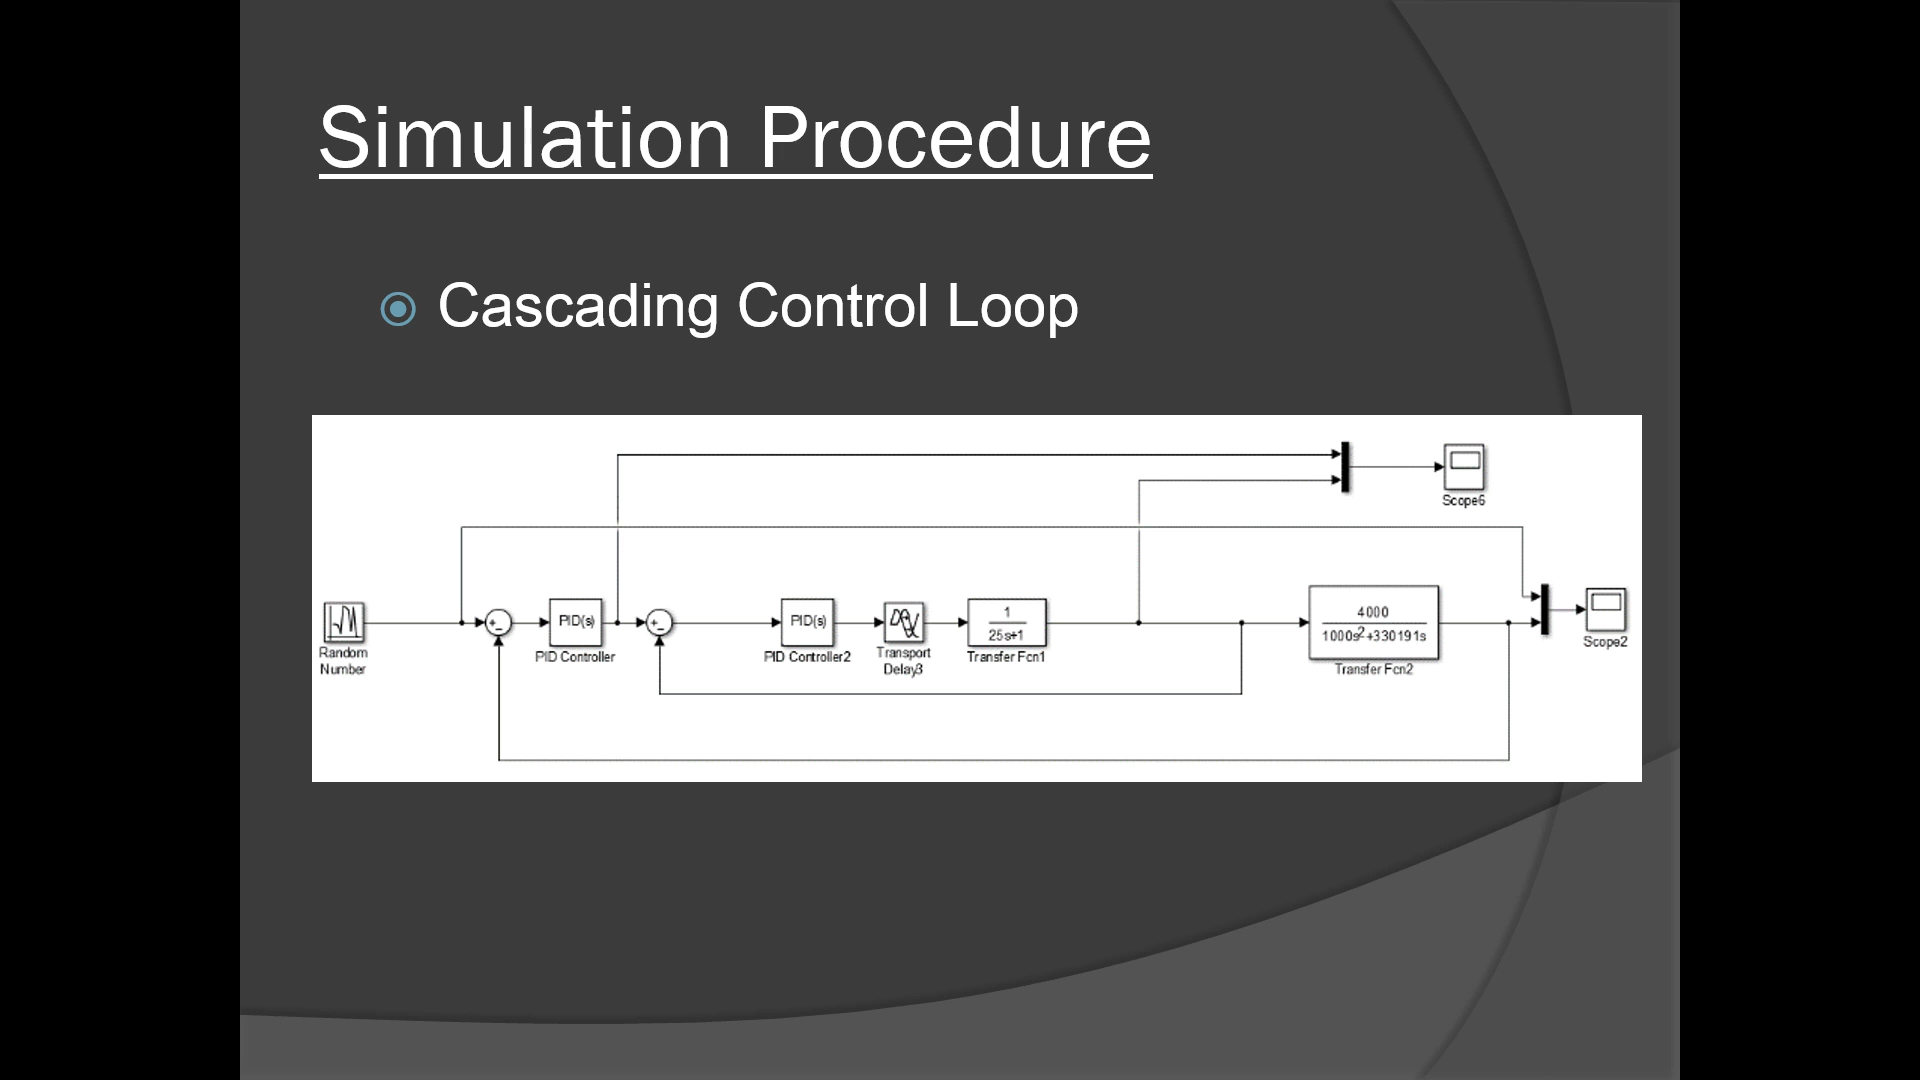 Simulation Procedure
Cascading Control Loop
Scope6
Random
Number
+
-
PID(s)
PID Controller
+
-
PID(s)
PID Controller2
Transport
Delay3
1
25s+1
Transfer Fcn1
4000
1000s²+330191s
Transfer Fcn2
Scope2